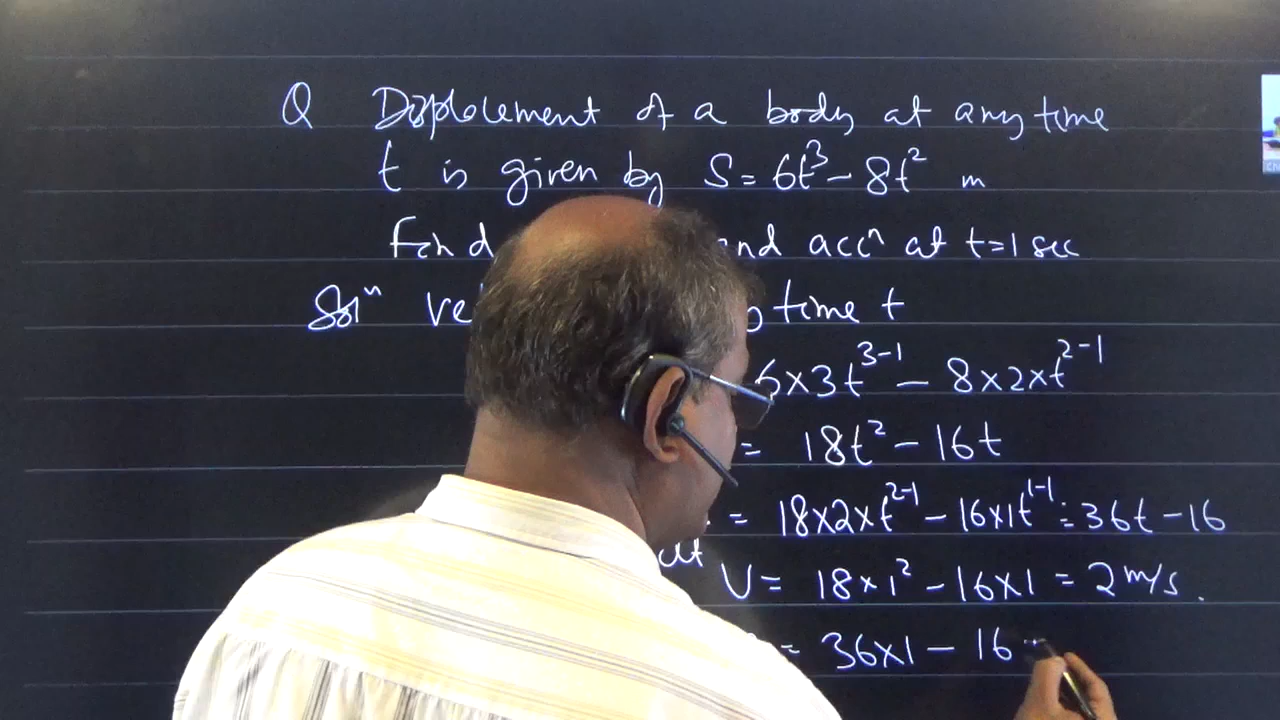 Q Displacement of a body at any time
t is given by S = 6t³ - 8t² m
Find and accⁿ at t=1 sec
Solⁿ time t
6×3t³⁻¹ - 8×2×t²⁻¹
= 18t² - 16t
= 18×2×t²⁻¹ - 16×1t¹⁻¹ = 36t - 16
at
V = 18×1² - 16×1 = 2 m/s.
= 36×1 - 16